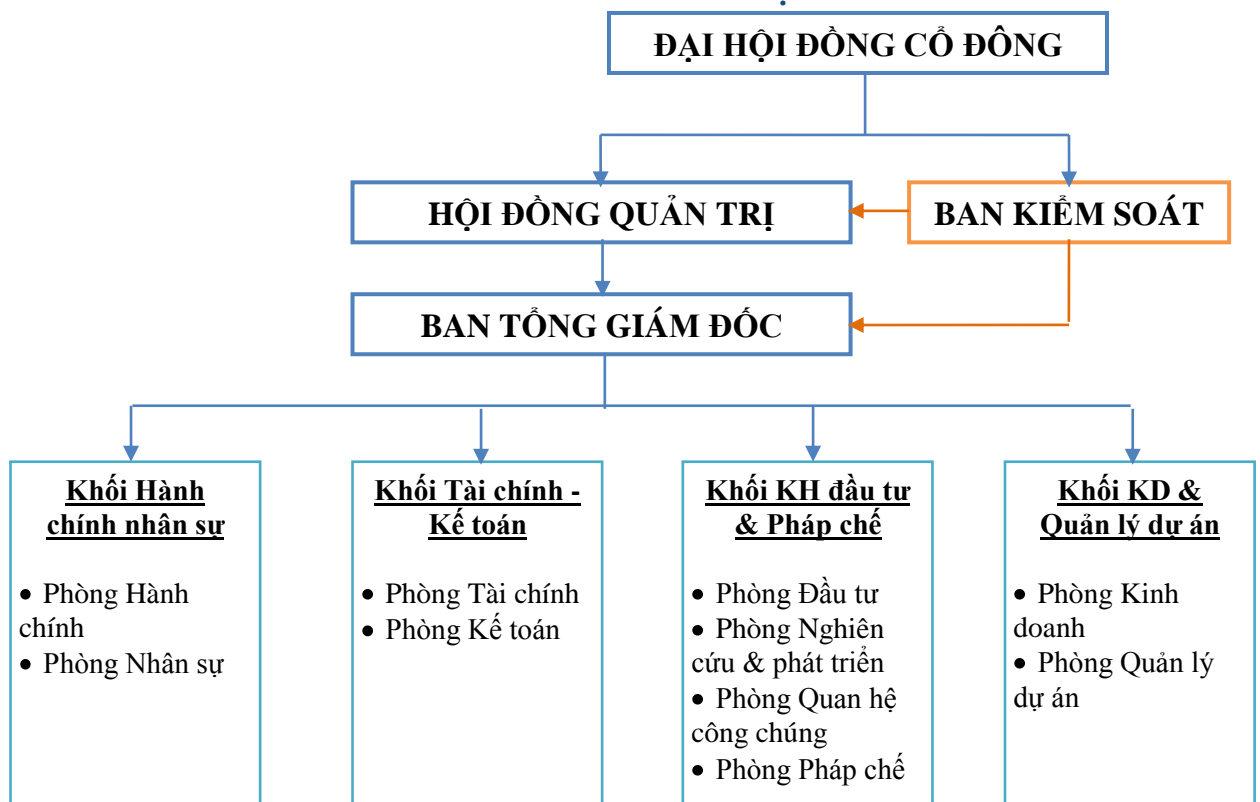 ĐẠI HỘI ĐỒNG CỔ ĐÔNG
HỘI ĐỒNG QUẢN TRỊ
BAN KIỂM SOÁT
BAN TỔNG GIÁM ĐỐC
Khối Hành
chính nhân sự
• Phòng Hành
chính
• Phòng Nhân sự
Khối Tài chính -
Kế toán
• Phòng Tài chính
• Phòng Kế toán
Khối KH đầu tư
& Pháp chế
• Phòng Đầu tư
• Phòng Nghiên
cứu & phát triển
• Phòng Quan hệ
công chúng
• Phòng Pháp chế
Khối KD &
Quản lý dự án
• Phòng Kinh
doanh
• Phòng Quản lý
dự án